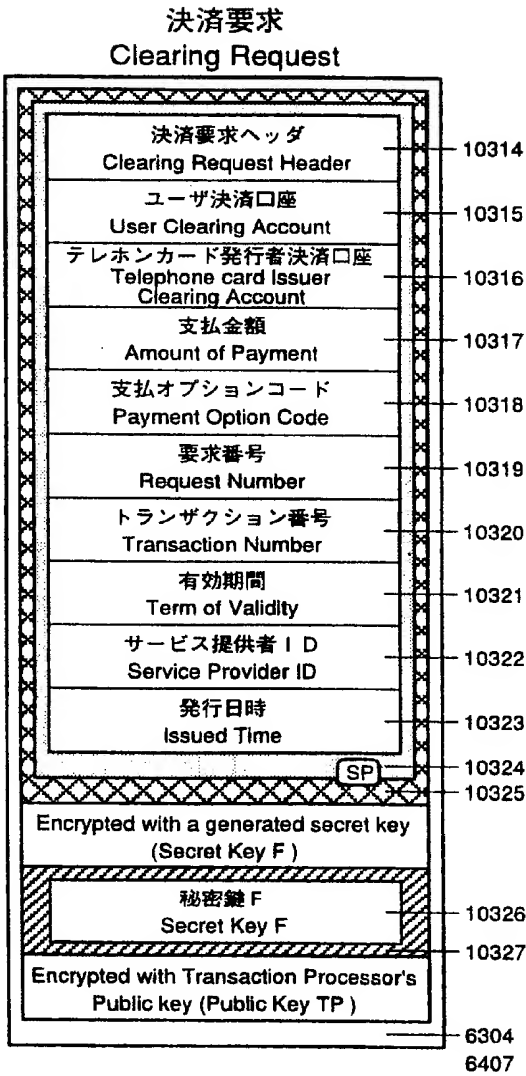 決済要求
Clearing Request
決済要求ヘッダ
Clearing Request Header
10314
ユーザ決済口座
User Clearing Account
10315
テレホンカード発行者決済口座
Telephone card Issuer
Clearing Account
10316
支払金額
Amount of Payment
10317
支払オプションコード
Payment Option Code
10318
要求番号
Request Number
10319
トランザクション番号
Transaction Number
10320
有効期間
Term of Validity
10321
サービス提供者ID
Service Provider ID
10322
発行日時
Issued Time
10323
SP
10324
10325
Encrypted with a generated secret key
(Secret Key F )
秘密鍵F
Secret Key F
10326
10327
Encrypted with Transaction Processor's
Public key (Public Key TP )
6304
6407